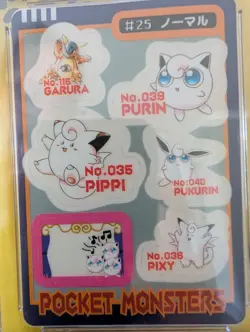 #25 ノーマル
No.115
GARURA
No.039
PURIN
No.035
PIPPI
No.040
PUKURIN
No.036
PIXY
POCKET MONSTERS